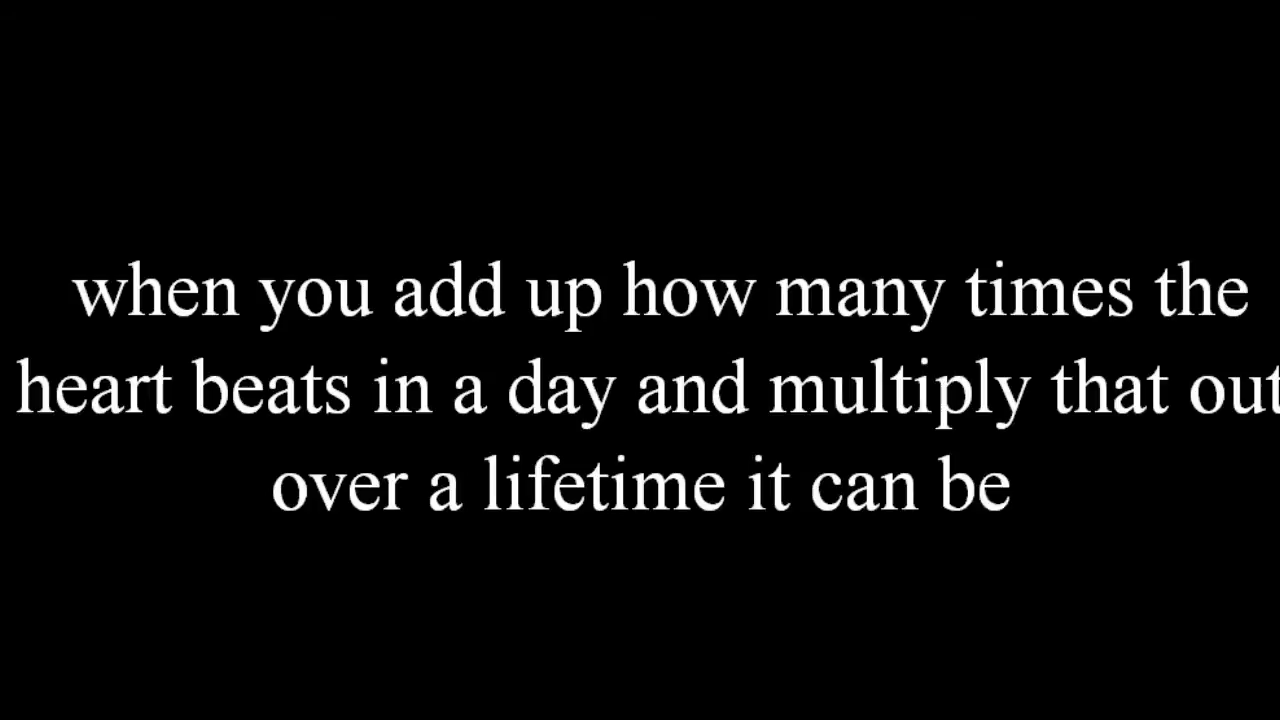 when you add up how many times the
heart beats in a day and multiply that out
over a lifetime it can be